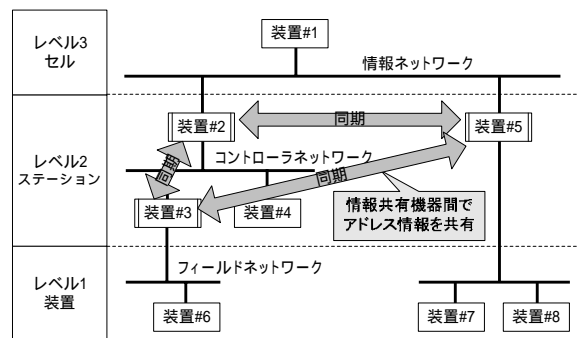 レベル3
セル
装置#1
情報ネットワーク
レベル2
ステーション
装置#2
同期
装置#5
同期
コントローラネットワーク
同期
装置#3
装置#4
情報共有機器間で
アドレス情報を共有
レベル1
装置
フィールドネットワーク
装置#6
装置#7
装置#8